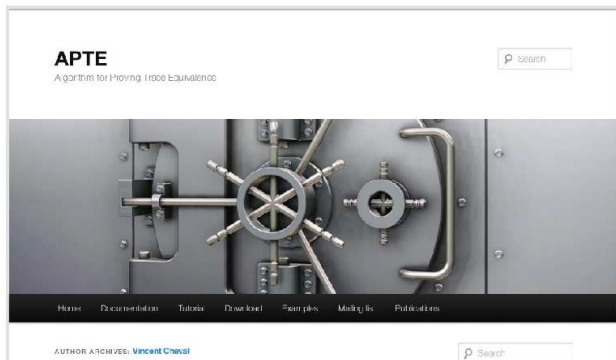 APTE
Search
Algorithm for Proving Trace Equivalence
Home Documentation Tutorial Download Examples Mailing lis Publications
AUTHOR ARCHIVES: Vincent Cheval
Search